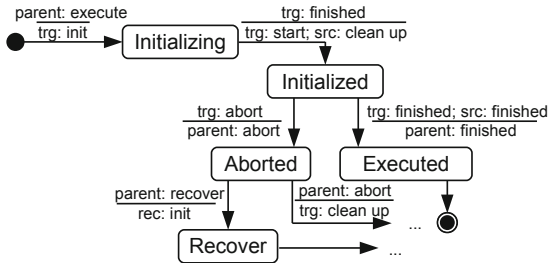 parent: execute
trg: init
Initializing
trg: finished
trg: start; src: clean up
Initialized
trg: abort
parent: abort
trg: finished; src: finished
parent: finished
Aborted
Executed
parent: recover
rec: init
parent: abort
trg: clean up
...
Recover
...